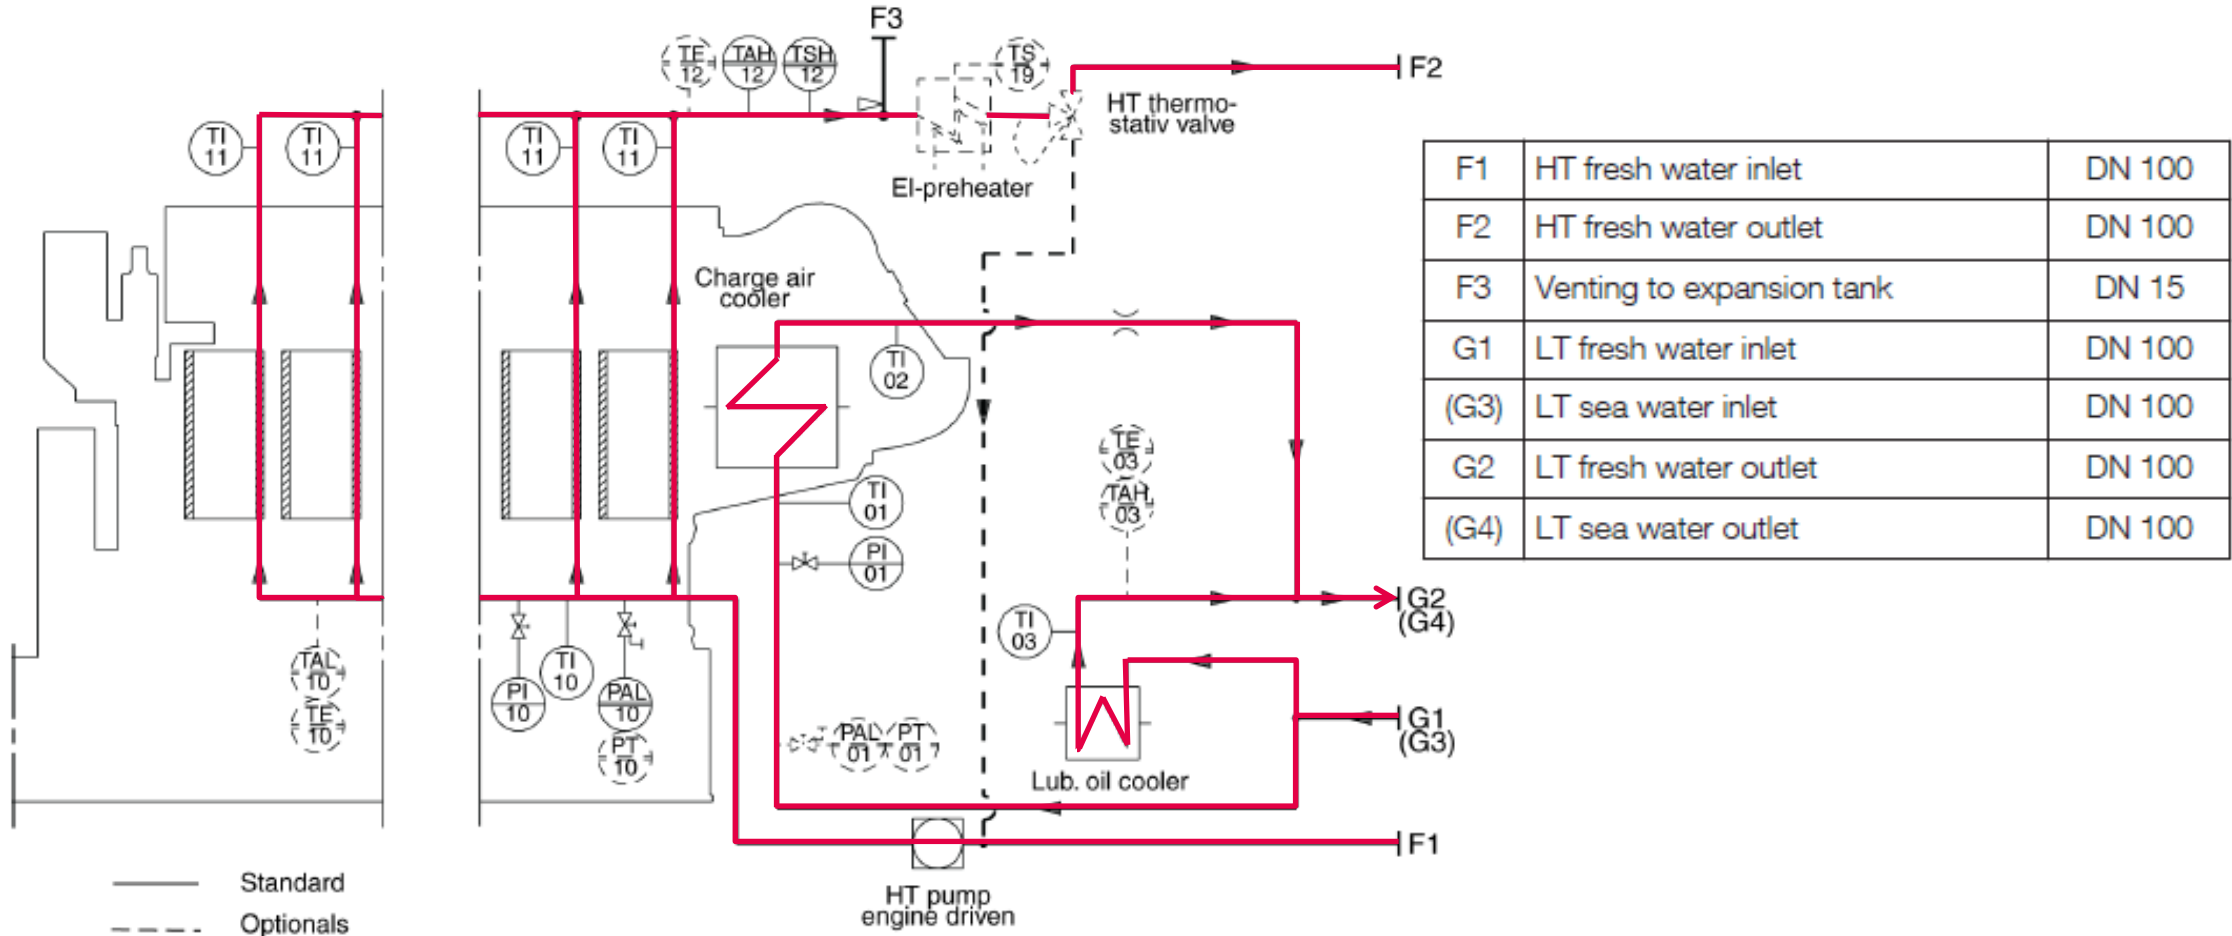 F3
TE
12
TAH
12
TSH
12
TS
19
F2
HT thermo-
stativ valve
TI
11
TI
11
TI
11
TI
11
El-preheater
F1 HT fresh water inlet DN 100
F2 HT fresh water outlet DN 100
F3 Venting to expansion tank DN 15
G1 LT fresh water inlet DN 100
(G3) LT sea water inlet DN 100
G2 LT fresh water outlet DN 100
(G4) LT sea water outlet DN 100
Charge air
cooler
TI
02
TE
03
TAH
03
TI
01
PI
01
G2
(G4)
TI
03
TAL
10
TE
10
PI
10
TI
10
PAL
10
PT
10
PAL
01
PT
01
G1
(G3)
Lub. oil cooler
F1
HT pump
engine driven
Standard
Optionals